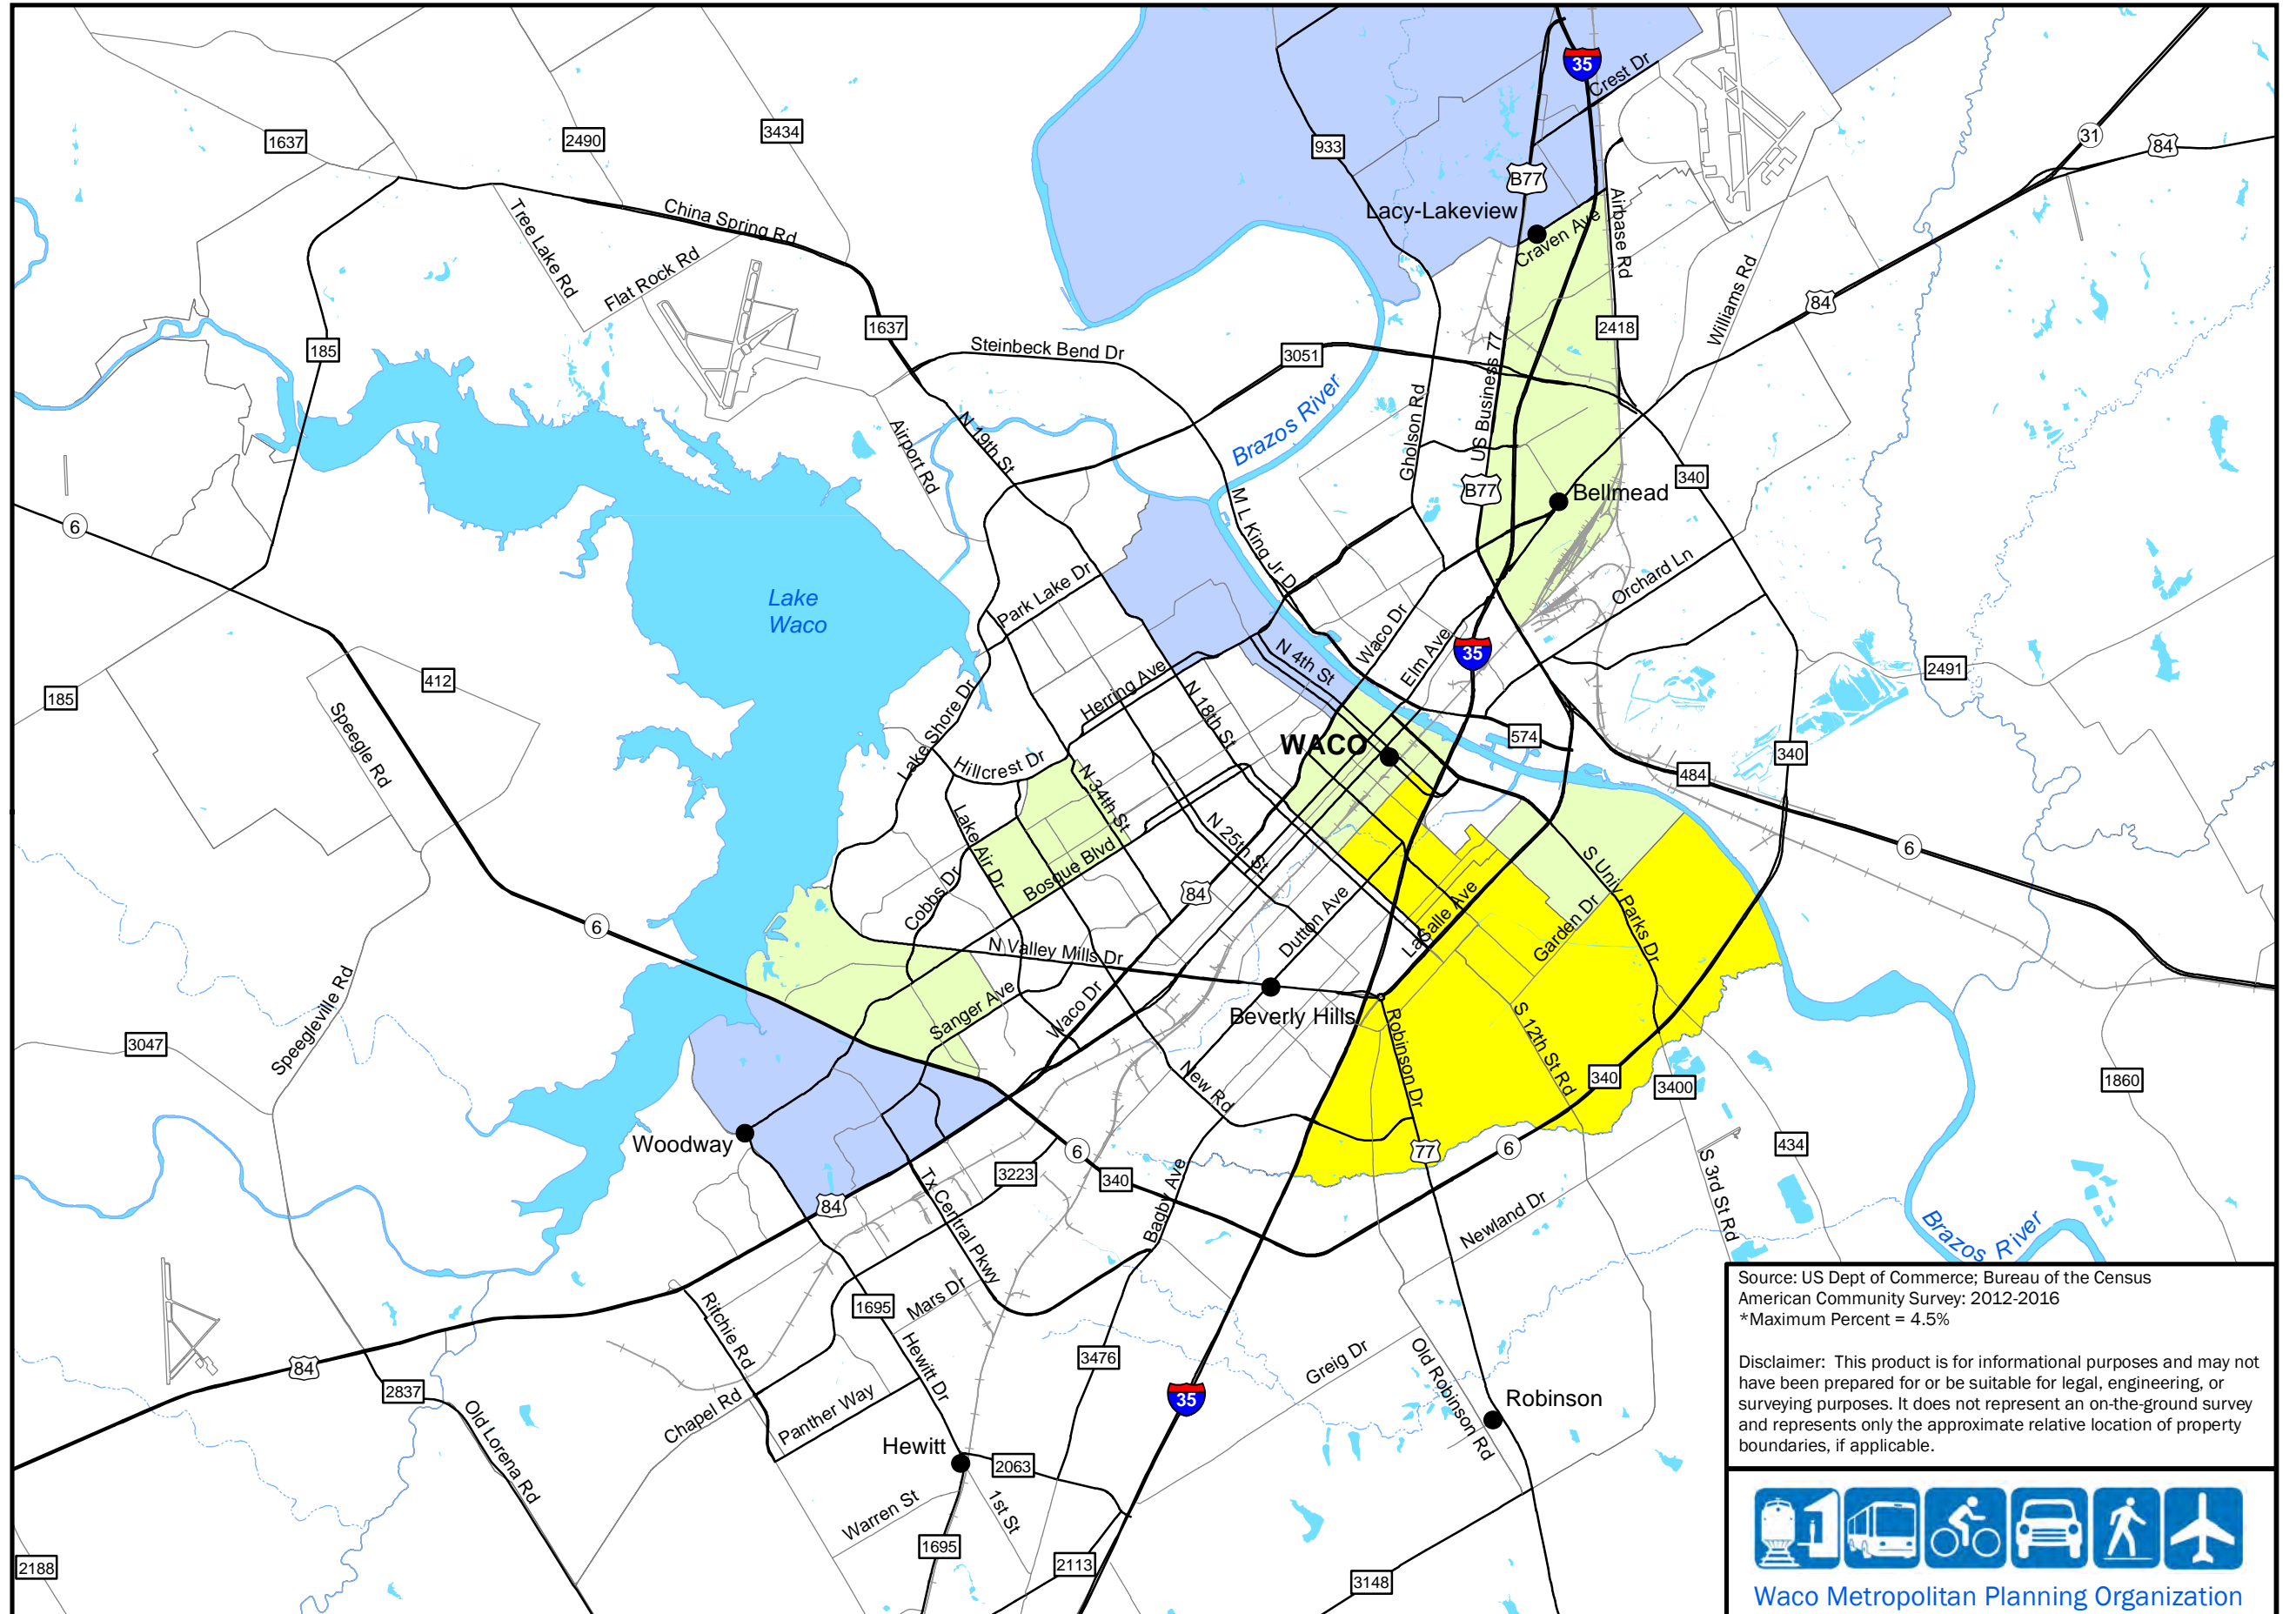 35
Crest Dr
31
84
1637
2490
3434
933
B77
Lacy-Lakeview
Craven Ave
Airbase Rd
Tree Lake Rd
China Spring Rd
Flat Rock Rd
Williams Rd
84
185
1637
Steinbeck Bend Dr
3051
US Business 77
2418
Brazos River
Gholson Rd
N 19th St
Airport Rd
340
B77
Bellmead
M L King Jr D
6
Orchard Ln
Lake
Waco
Park Lake Dr
Waco Dr
Elm Ave
35
N 4th St
2491
412
185
Herring Ave
N 18th St
Lake Shore Dr
Speegle Rd
WACO
574
340
484
Hillcrest Dr
N 34th St
Lake Air Dr
N 25th St
6
Bosque Blvd
Cobbs Dr
84
S Univ Parks Dr
Dutton Ave
LaSalle Ave
Garden Dr
6
N Valley Mills Dr
Sanger Ave
Waco Dr
Beverly Hills
Speegleville Rd
3047
Robinson Dr
S 12th St Rd
New Rd
340
3400
1860
Woodway
6
77
6
434
3223
340
S 3rd St Rd
84
Tx Central Pkwy
Bagby Ave
Newland Dr
Brazos River
1695
Mars Dr
Ritchie Rd
Hewitt Dr
3476
Greig Dr
Old Robinson Rd
84
2837
35
Robinson
Chapel Rd
Panther Way
Old Lorena Rd
Hewitt
2063
Warren St
1st St
1695
2113
2188
3148
Source: US Dept of Commerce; Bureau of the Census
American Community Survey: 2012-2016
*Maximum Percent = 4.5%
Disclaimer: This product is for informational purposes and may not
have been prepared for or be suitable for legal, engineering, or
surveying purposes. It does not represent an on-the-ground survey
and represents only the approximate relative location of property
boundaries, if applicable.
Waco Metropolitan Planning Organization